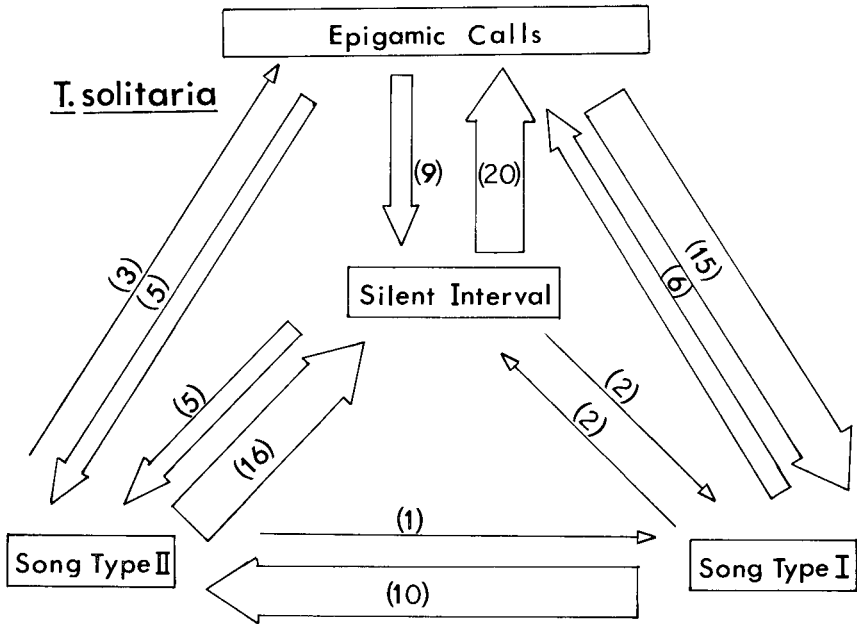 Epigamic Calls
T. solitaria
(9)
(20)
(15)
(6)
(3)
(5)
Silent Interval
(5)
(16)
(2)
(2)
(1)
Song Type II
Song Type I
(10)